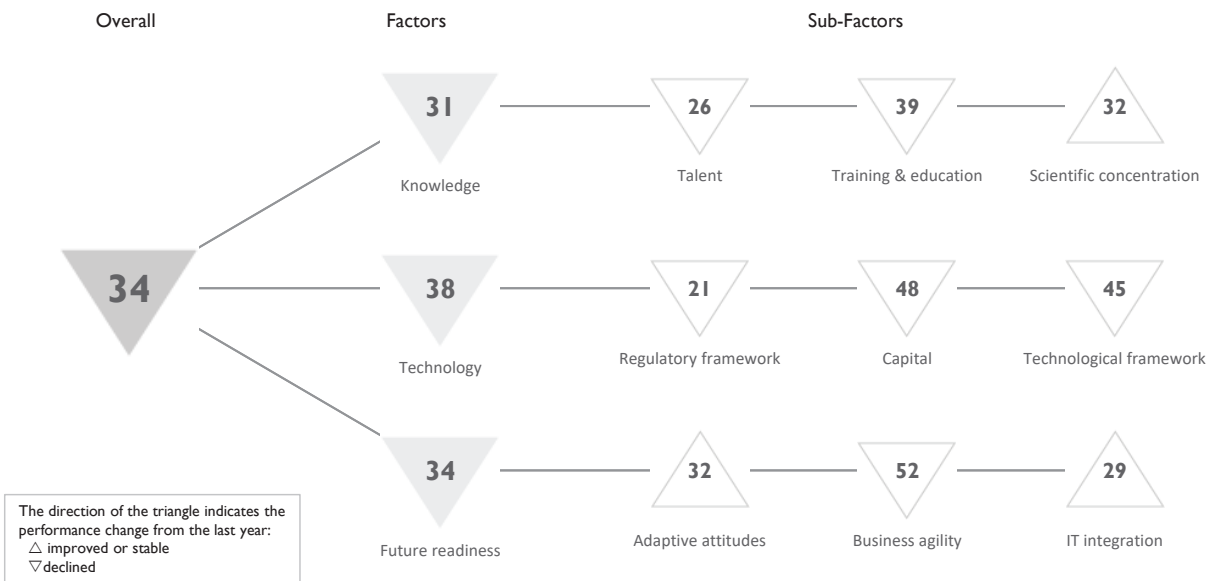 Overall
Factors
Sub-Factors
31
26
39
32
Knowledge
Talent
Training & education
Scientific concentration
34
38
21
48
45
Technology
Regulatory framework
Capital
Technological framework
34
32
52
29
Future readiness
Adaptive attitudes
Business agility
IT integration
The direction of the triangle indicates the
performance change from the last year:
△ improved or stable
▽ declined